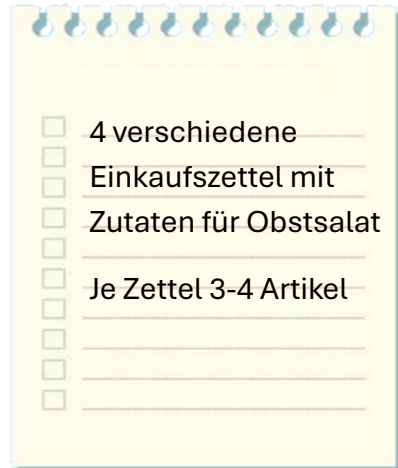 4 verschiedene
Einkaufszettel mit
Zutaten für Obstsalat
Je Zettel 3-4 Artikel